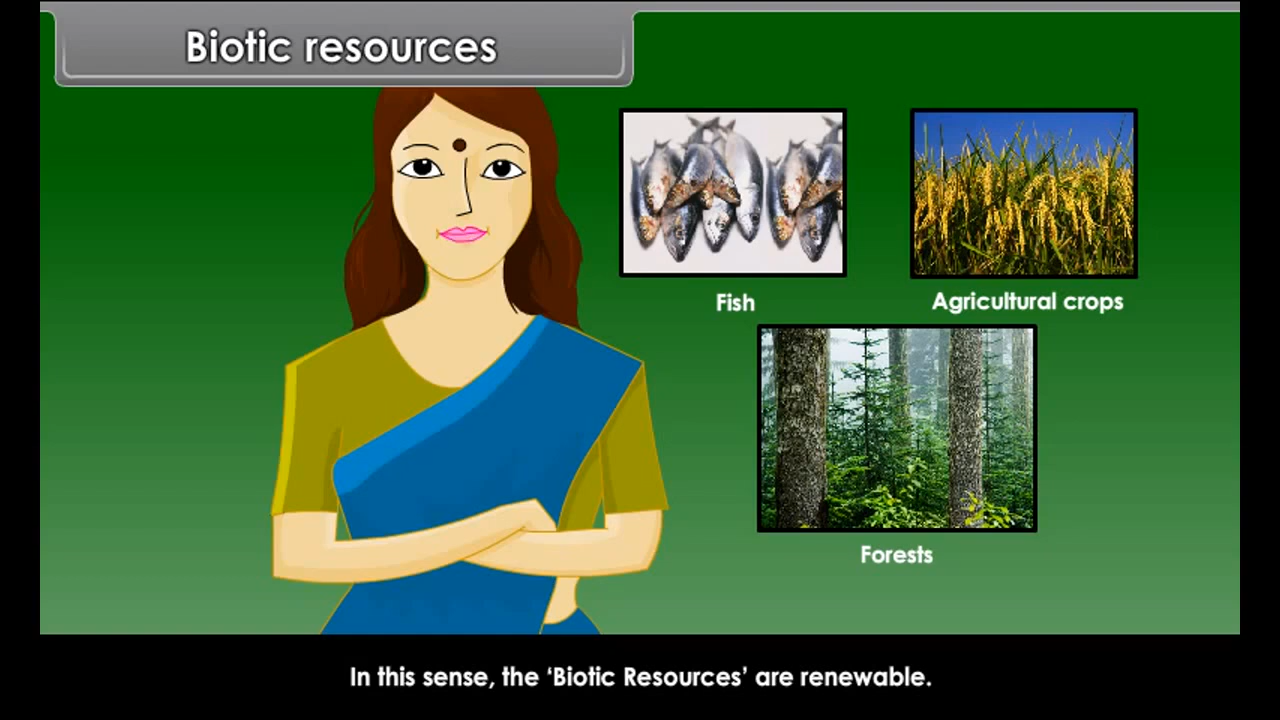 Biotic resources
Fish
Agricultural crops
Forests
In this sense, the ‘Biotic Resources’ are renewable.